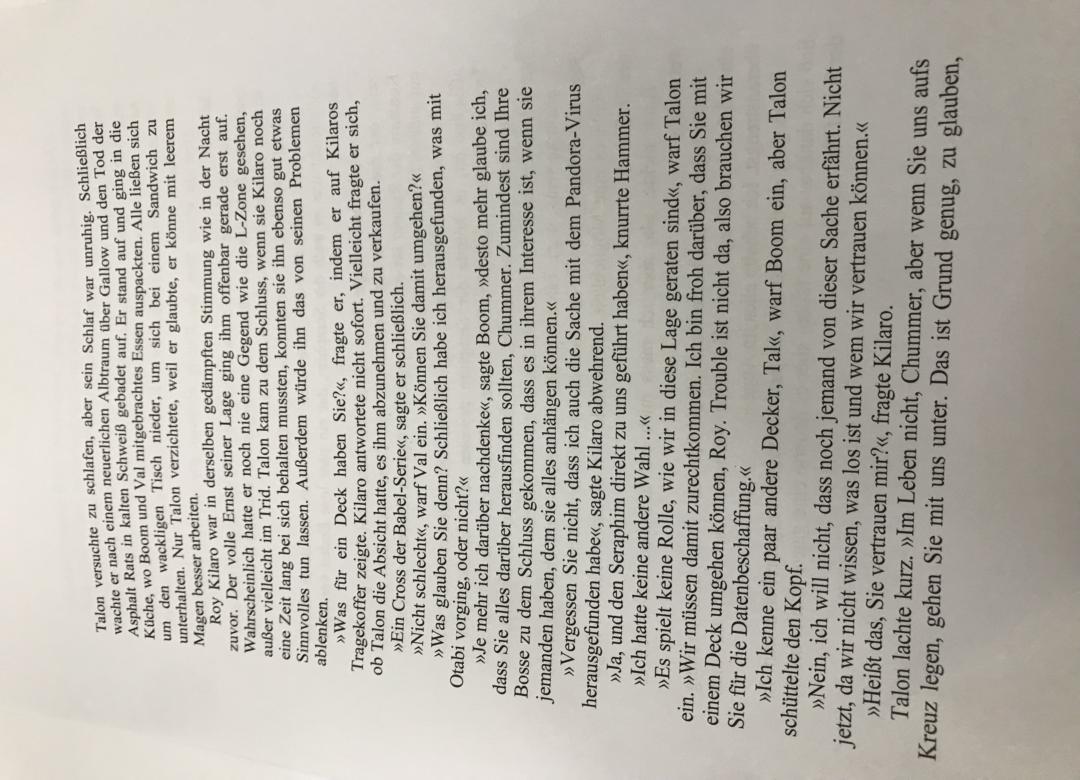 Talon versuchte zu schlafen, aber sein Schlaf war unruhig. Schließlich
wachte er nach einem neuerlichen Albtraum über Gallow und den Tod der
Asphalt Rats in kalten Schweiß gebadet auf. Er stand auf und ging in die
Küche, wo Boom und Val mitgebrachtes Essen auspackten. Alle ließen sich
um den wackligen Tisch nieder, um sich bei einem Sandwich zu
unterhalten. Nur Talon verzichtete, weil er glaubte, er könne mit leerem
Magen besser arbeiten.
Roy Kilaro war in derselben gedämpften Stimmung wie in der Nacht
zuvor. Der volle Ernst seiner Lage ging ihm offenbar gerade erst auf.
Wahrscheinlich hatte er noch nie eine Gegend wie die L-Zone gesehen,
außer vielleicht im Trid. Talon kam zu dem Schluss, wenn sie Kilaro noch
eine Zeit lang bei sich behalten mussten, konnten sie ihn ebenso gut etwas
Sinnvolles tun lassen. Außerdem würde ihn das von seinen Problemen
ablenken.
»Was für ein Deck haben Sie?«, fragte er, indem er auf Kilaros
Tragekoffer zeigte. Kilaro antwortete nicht sofort. Vielleicht fragte er sich,
ob Talon die Absicht hatte, es ihm abzunehmen und zu verkaufen.
»Ein Cross der Babel-Serie«, sagte er schließlich.
»Nicht schlecht«, warf Val ein. »Können Sie damit umgehen?«
»Was glauben Sie denn? Schließlich habe ich herausgefunden, was mit
Otabi vorging, oder nicht?«
»Je mehr ich darüber nachdenke«, sagte Boom, »desto mehr glaube ich,
dass Sie alles darüber herausfinden sollten, Chummer. Zumindest sind Ihre
Bosse zu dem Schluss gekommen, dass es in ihrem Interesse ist, wenn sie
jemanden haben, dem sie alles anhängen können.«
»Vergessen Sie nicht, dass ich auch die Sache mit dem Pandora-Virus
herausgefunden habe«, sagte Kilaro abwehrend.
»Ja, und den Seraphim direkt zu uns geführt haben«, knurrte Hammer.
»Ich hatte keine andere Wahl ...«
»Es spielt keine Rolle, wie wir in diese Lage geraten sind«, warf Talon
ein. »Wir müssen damit zurechtkommen. Ich bin froh darüber, dass Sie mit
einem Deck umgehen können, Roy. Trouble ist nicht da, also brauchen wir
Sie für die Datenbeschaffung.«
»Ich kenne ein paar andere Decker, Tal«, warf Boom ein, aber Talon
schüttelte den Kopf.
»Nein, ich will nicht, dass noch jemand von dieser Sache erfährt. Nicht
jetzt, da wir nicht wissen, was los ist und wem wir vertrauen können.«
»Heißt das, Sie vertrauen mir?«, fragte Kilaro.
Talon lachte kurz. »Im Leben nicht, Chummer, aber wenn Sie uns aufs
Kreuz legen, gehen Sie mit uns unter. Das ist Grund genug, zu glauben,